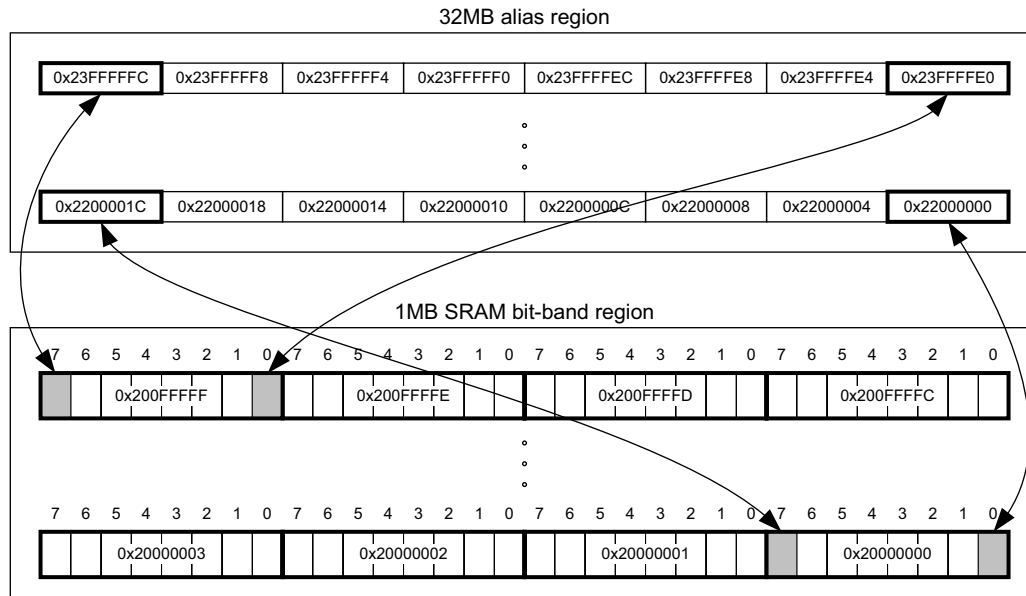 32MB alias region
0x23FFFFFC 0x23FFFFF8 0x23FFFFF4 0x23FFFFF0 0x23FFFFEC 0x23FFFFE8 0x23FFFFE4 0x23FFFFE0
0x2200001C 0x22000018 0x22000014 0x22000010 0x2200000C 0x22000008 0x22000004 0x22000000
1MB SRAM bit-band region
7 6 5 4 3 2 1 0 7 6 5 4 3 2 1 0 7 6 5 4 3 2 1 0 7 6 5 4 3 2 1 0
0x200FFFFF 0x200FFFFE 0x200FFFFD 0x200FFFFC
7 6 5 4 3 2 1 0 7 6 5 4 3 2 1 0 7 6 5 4 3 2 1 0 7 6 5 4 3 2 1 0
0x20000003 0x20000002 0x20000001 0x20000000